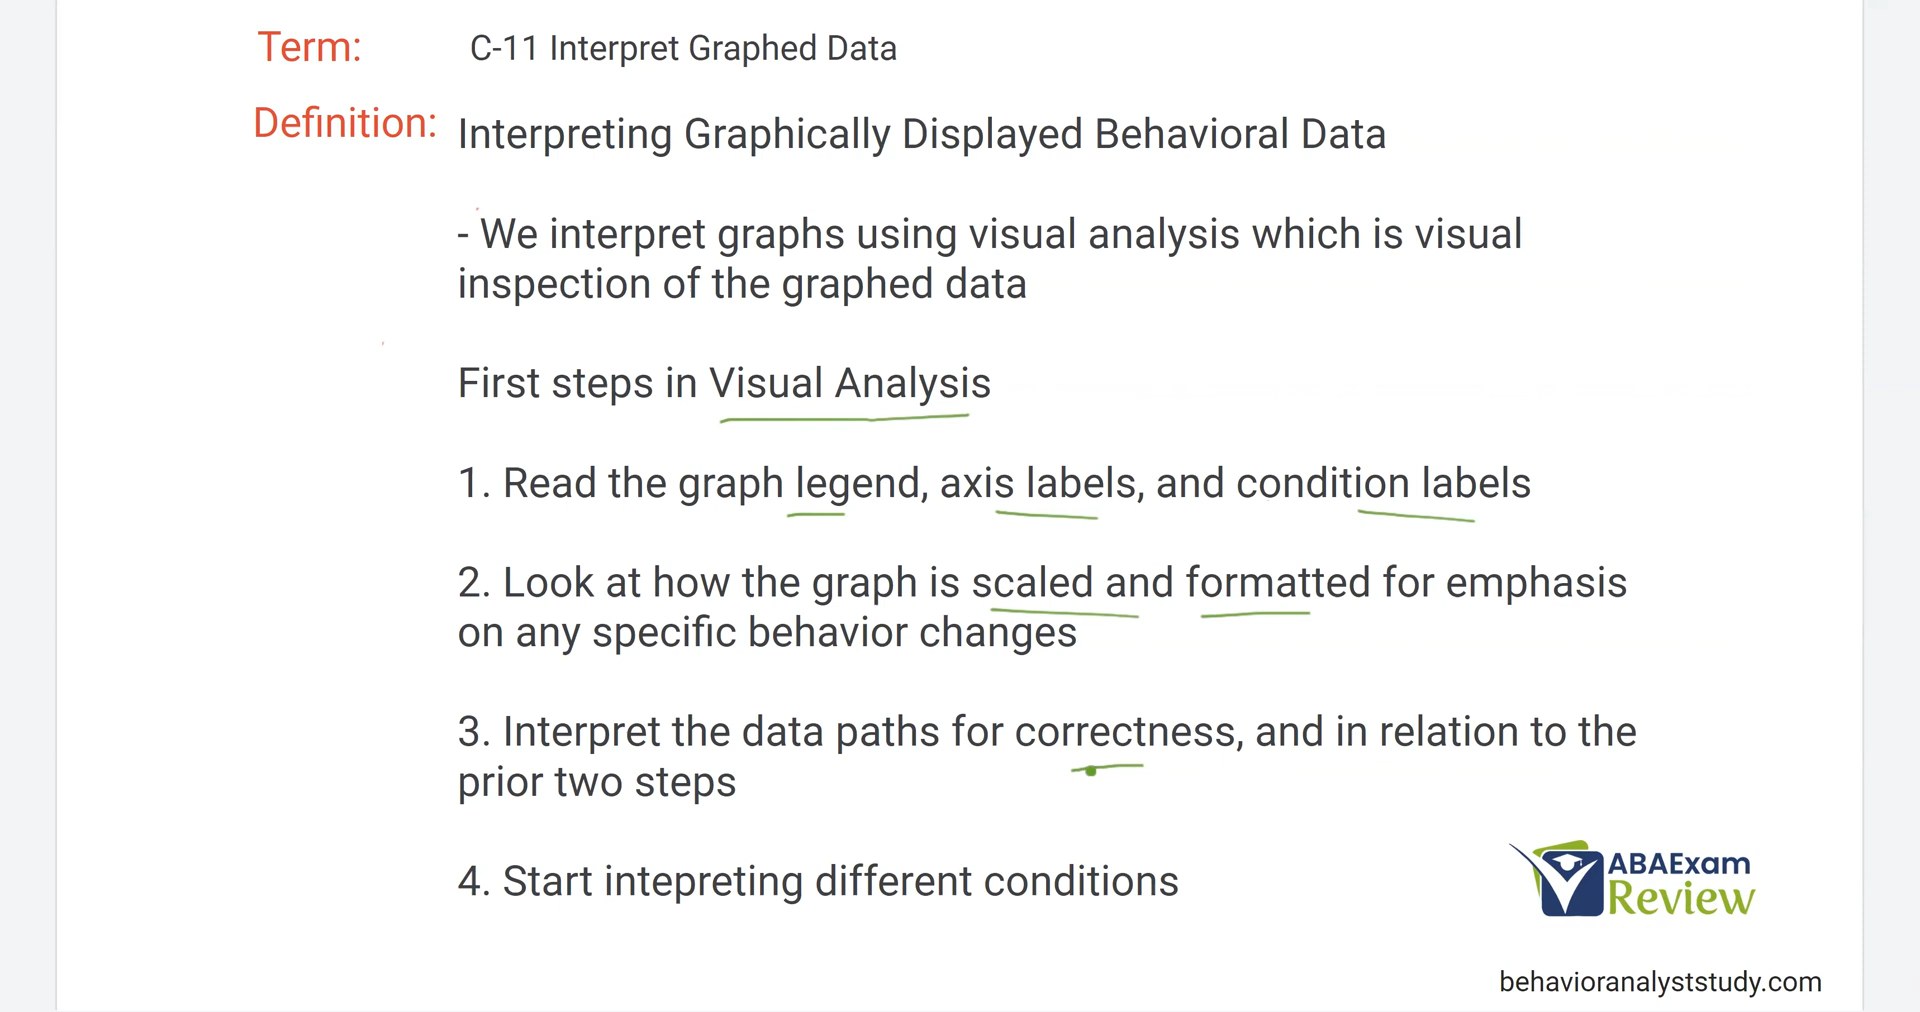 Term: C-11 Interpret Graphed Data
Definition: Interpreting Graphically Displayed Behavioral Data
- We interpret graphs using visual analysis which is visual
inspection of the graphed data
First steps in Visual Analysis
1. Read the graph legend, axis labels, and condition labels
2. Look at how the graph is scaled and formatted for emphasis
on any specific behavior changes
3. Interpret the data paths for correctness, and in relation to the
prior two steps
4. Start intepreting different conditions
ABAExam
Review
behavioranalyststudy.com